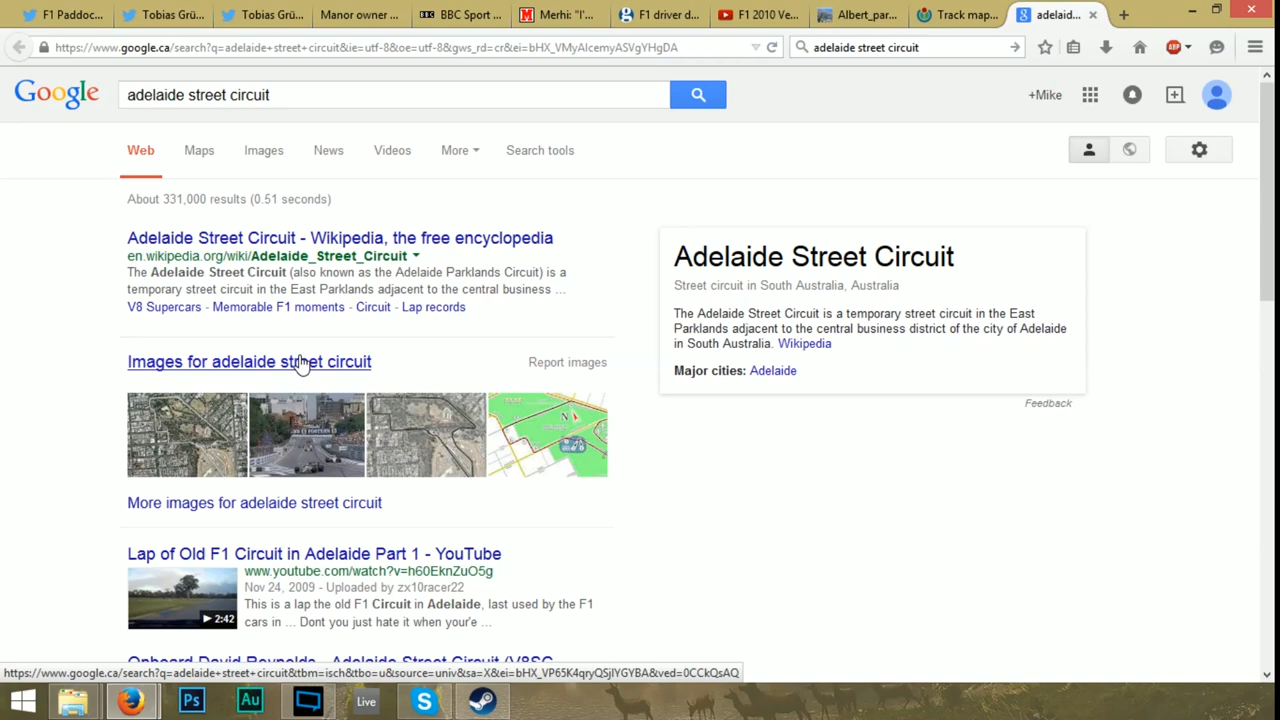 F1 Paddoc...
Tobias Grü...
Tobias Grü...
Manor owner ...
BBC Sport ...
Merhi: "I'...
F1 driver d...
F1 2010 Ve...
Albert_par...
Track map...
adelaid...
https://www.google.ca/search?q=adelaide+street+circuit&ie=utf-8&oe=utf-8&gws_rd=cr&ei=bHX_VMyAIcemyASVgYHgDA
adelaide street circuit
Google
adelaide street circuit
+Mike
Web
Maps
Images
News
Videos
More
Search tools
About 331,000 results (0.51 seconds)
Adelaide Street Circuit - Wikipedia, the free encyclopedia
en.wikipedia.org/wiki/Adelaide_Street_Circuit
The Adelaide Street Circuit (also known as the Adelaide Parklands Circuit) is a
temporary street circuit in the East Parklands adjacent to the central business ...
V8 Supercars - Memorable F1 moments - Circuit - Lap records
Images for adelaide street circuit
Report images
More images for adelaide street circuit
Lap of Old F1 Circuit in Adelaide Part 1 - YouTube
www.youtube.com/watch?v=h60EknZuO5g
Nov 24, 2009 - Uploaded by zx10racer22
This is a lap the old F1 Circuit in Adelaide, last used by the F1
cars in ... Dont you just hate it when your'e ...
2:42
Onboard David Reynolds - Adelaide Street Circuit (V8SC
Adelaide Street Circuit
Street circuit in South Australia, Australia
The Adelaide Street Circuit is a temporary street circuit in the East
Parklands adjacent to the central business district of the city of Adelaide
in South Australia. Wikipedia
Major cities: Adelaide
Feedback
https://www.google.ca/search?q=adelaide+street+circuit&tbm=isch&tbo=u&source=univ&sa=X&ei=bHX_VP65K4qryQSjlYGYBA&ved=0CCkQsAQ
Ps
Au
Live